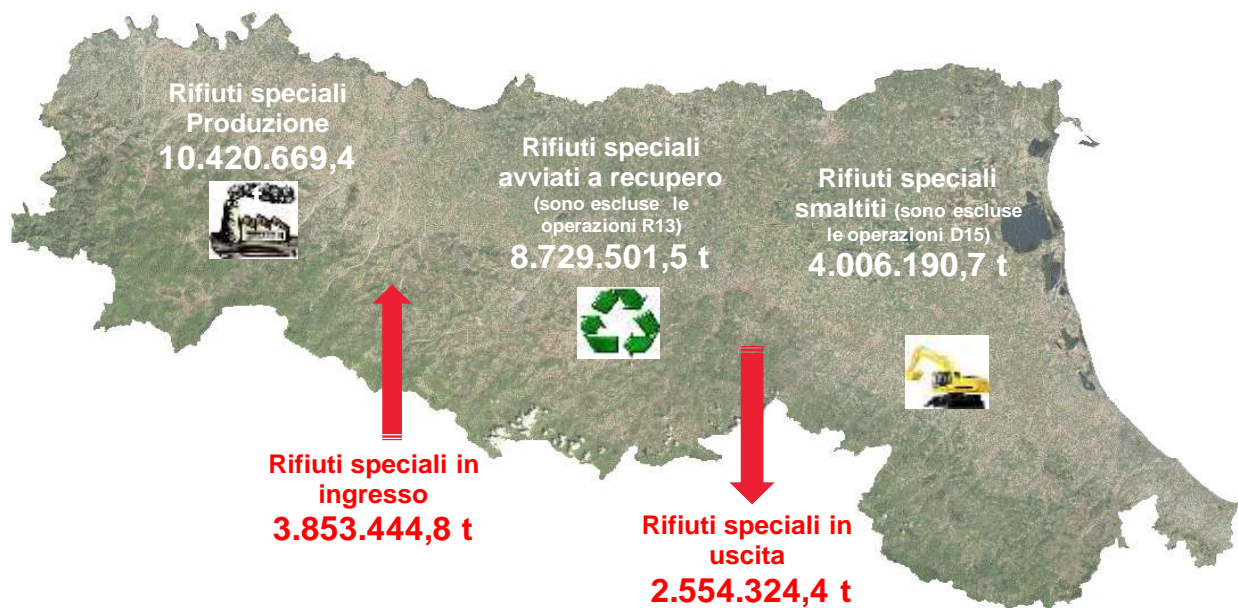 Rifiuti speciali
Produzione
10.420.669,4
Rifiuti speciali
avviati a recupero
(sono escluse le
operazioni R13)
8.729.501,5 t
Rifiuti speciali
smaltiti (sono escluse
le operazioni D15)
4.006.190,7 t
Rifiuti speciali in
ingresso
3.853.444,8 t
Rifiuti speciali in
uscita
2.554.324,4 t